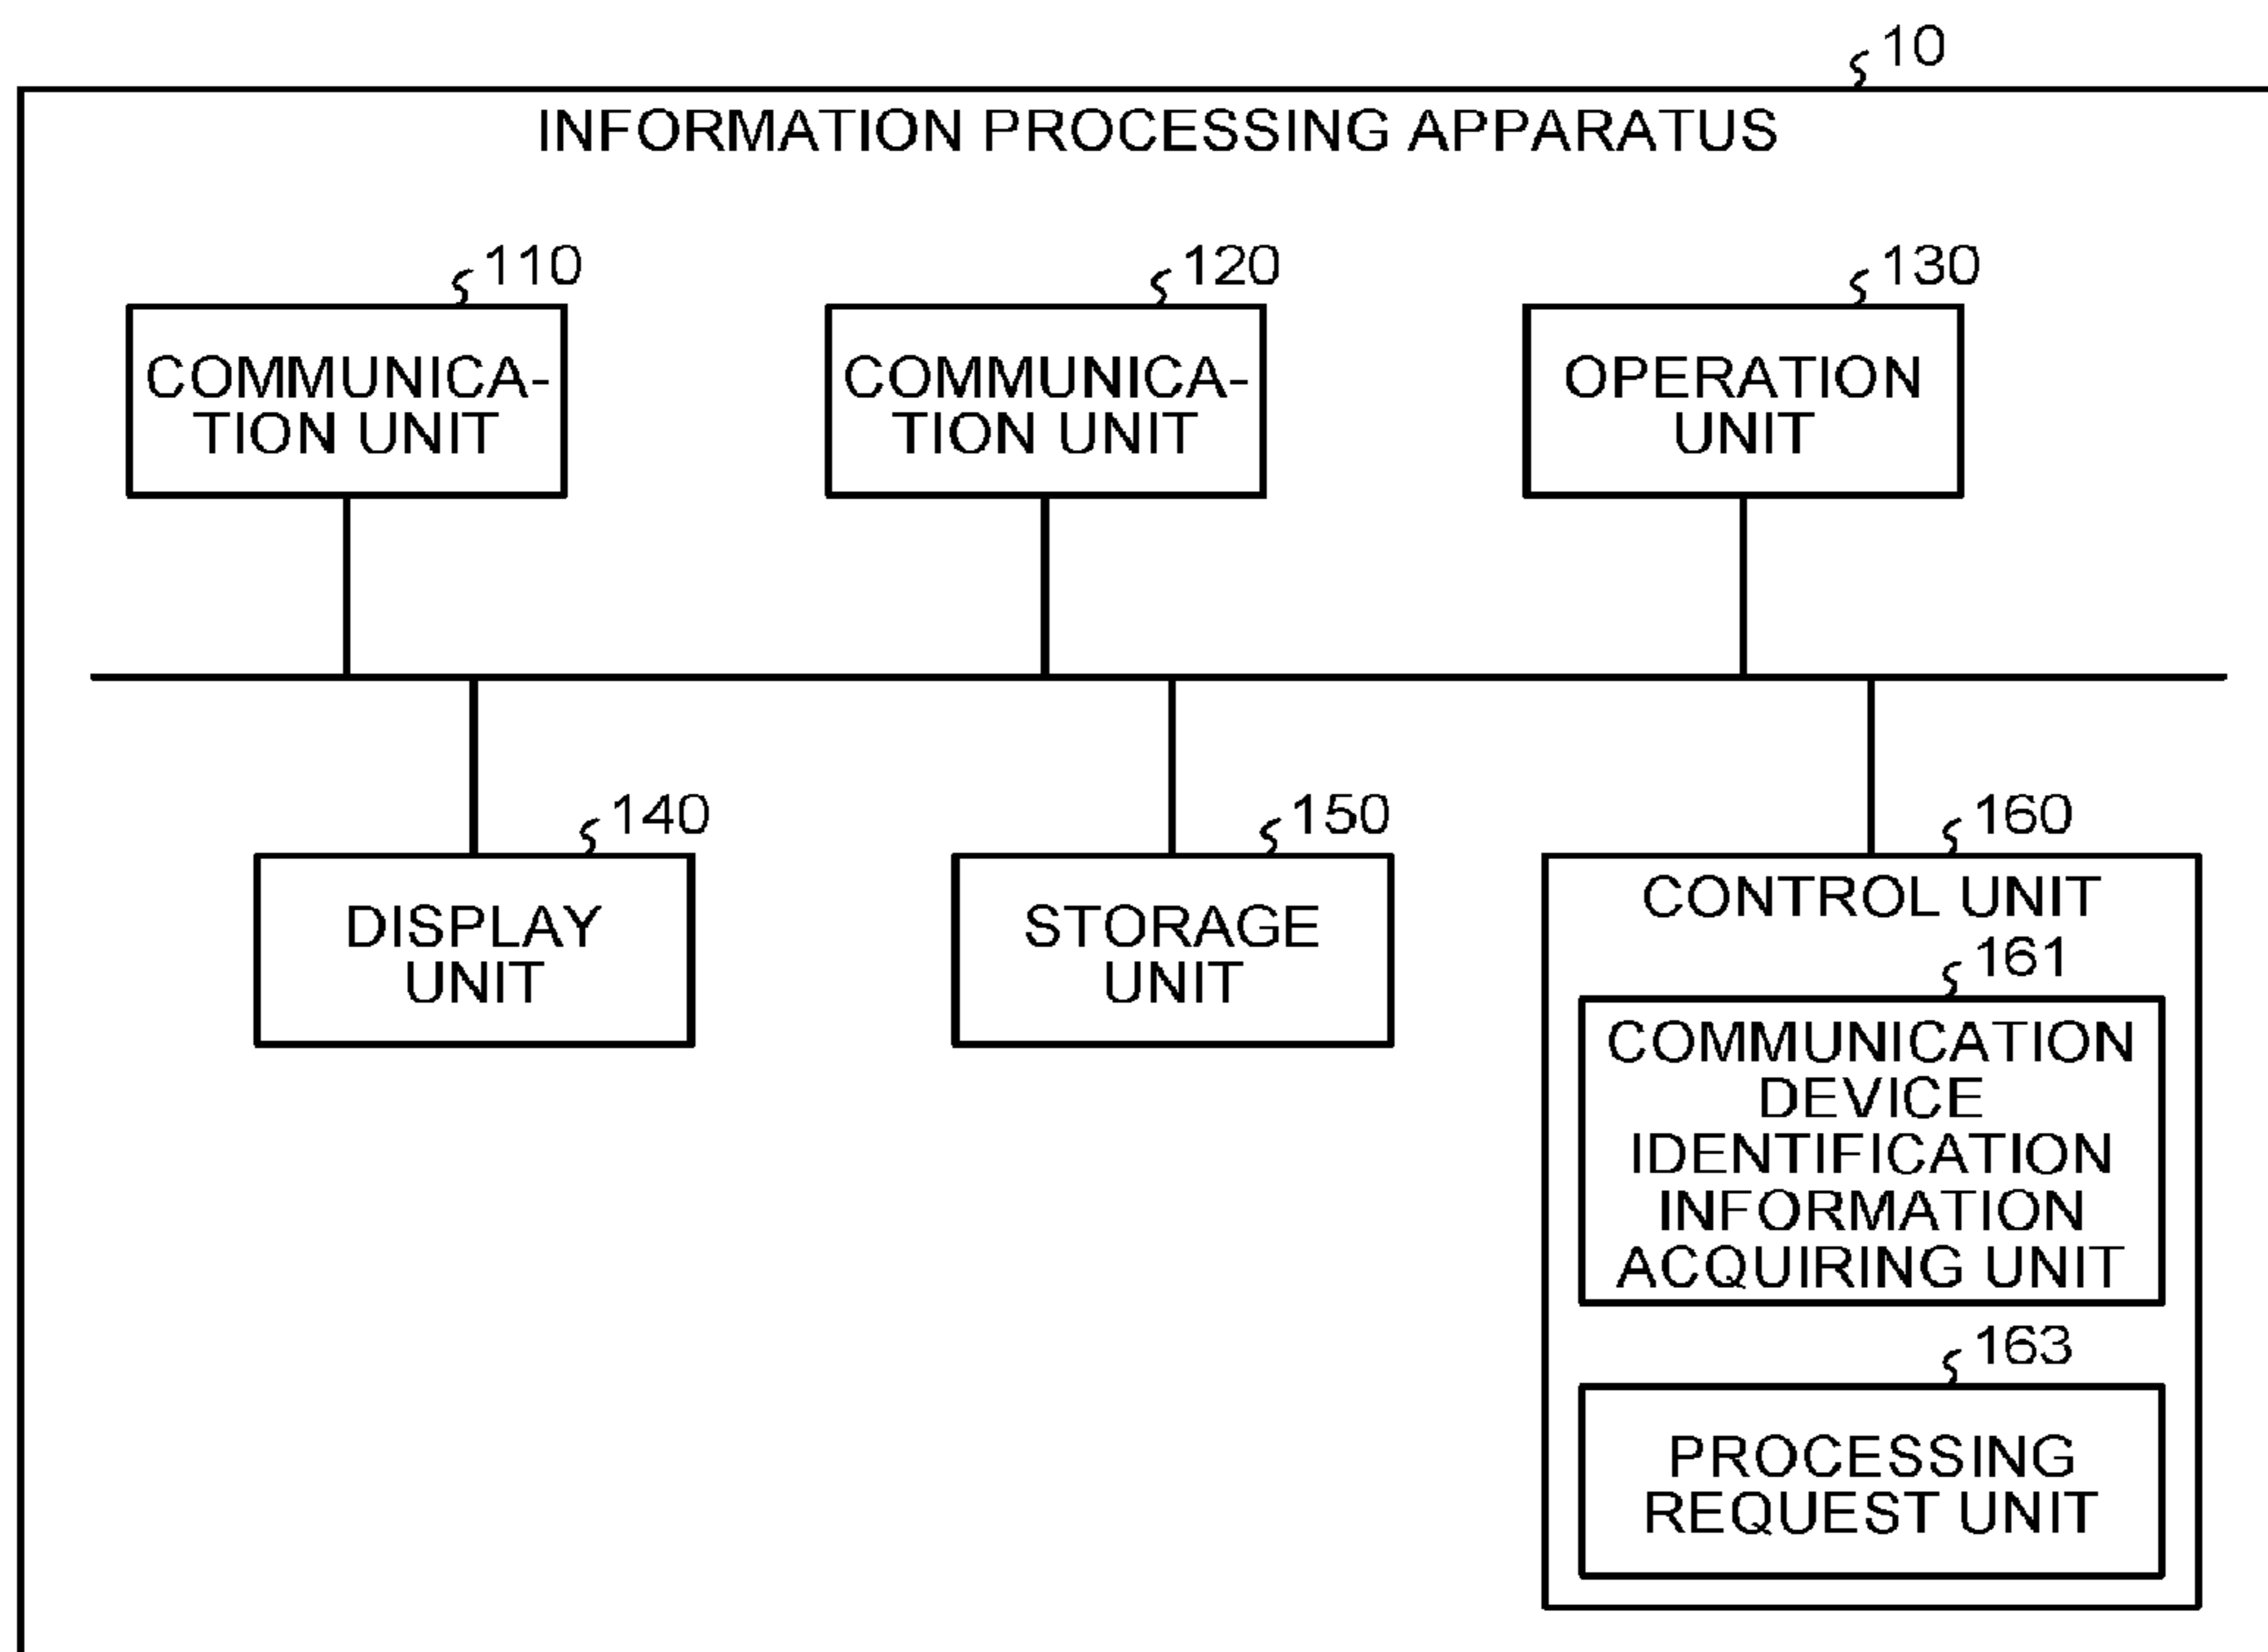 10
INFORMATION PROCESSING APPARATUS
110
COMMUNICA-
TION UNIT
120
COMMUNICA-
TION UNIT
130
OPERATION
UNIT
140
DISPLAY
UNIT
150
STORAGE
UNIT
160
CONTROL UNIT
161
COMMUNICATION
DEVICE
IDENTIFICATION
INFORMATION
ACQUIRING UNIT
163
PROCESSING
REQUEST UNIT